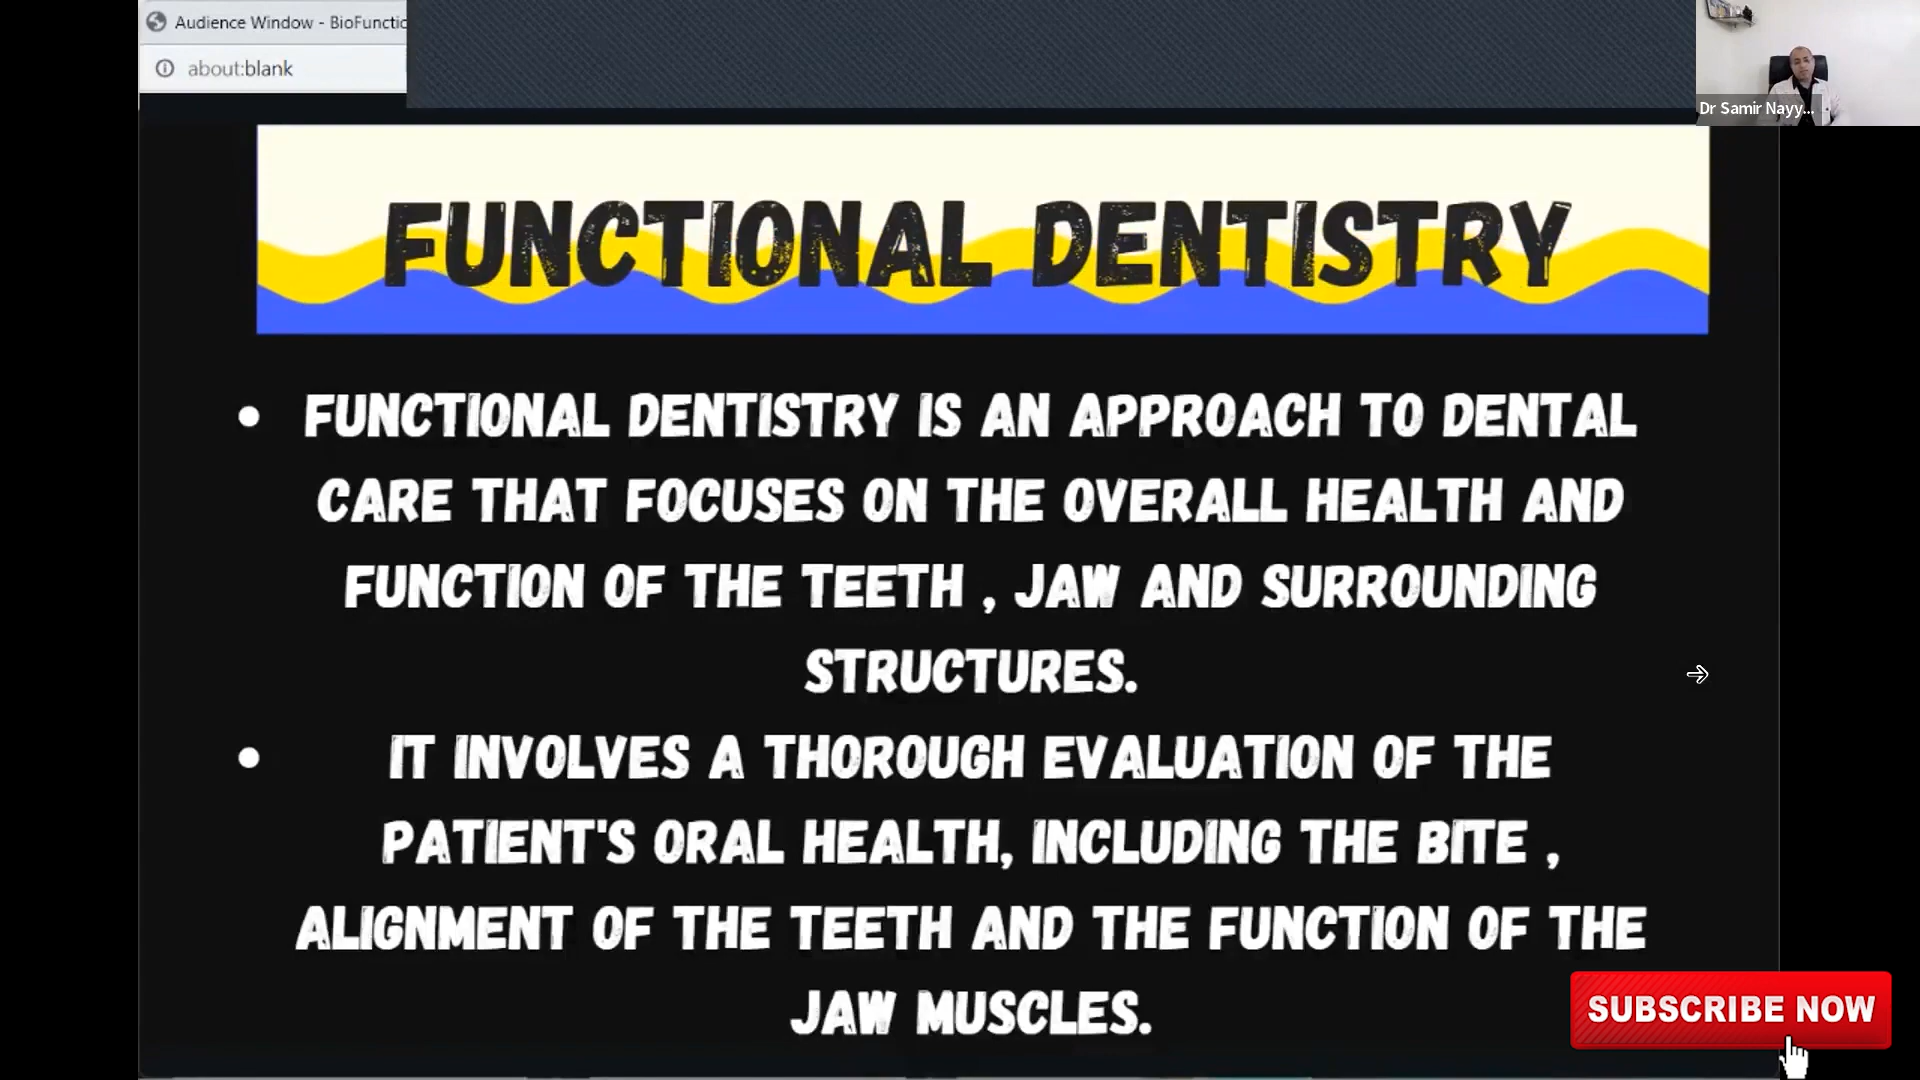 Audience Window - BioFunctio
about:blank
Dr Samir Nayy...
FUNCTIONAL DENTISTRY
• FUNCTIONAL DENTISTRY IS AN APPROACH TO DENTAL
CARE THAT FOCUSES ON THE OVERALL HEALTH AND
FUNCTION OF THE TEETH , JAW AND SURROUNDING
STRUCTURES.
• IT INVOLVES A THOROUGH EVALUATION OF THE
PATIENT'S ORAL HEALTH, INCLUDING THE BITE ,
ALIGNMENT OF THE TEETH AND THE FUNCTION OF THE
JAW MUSCLES.
SUBSCRIBE NOW